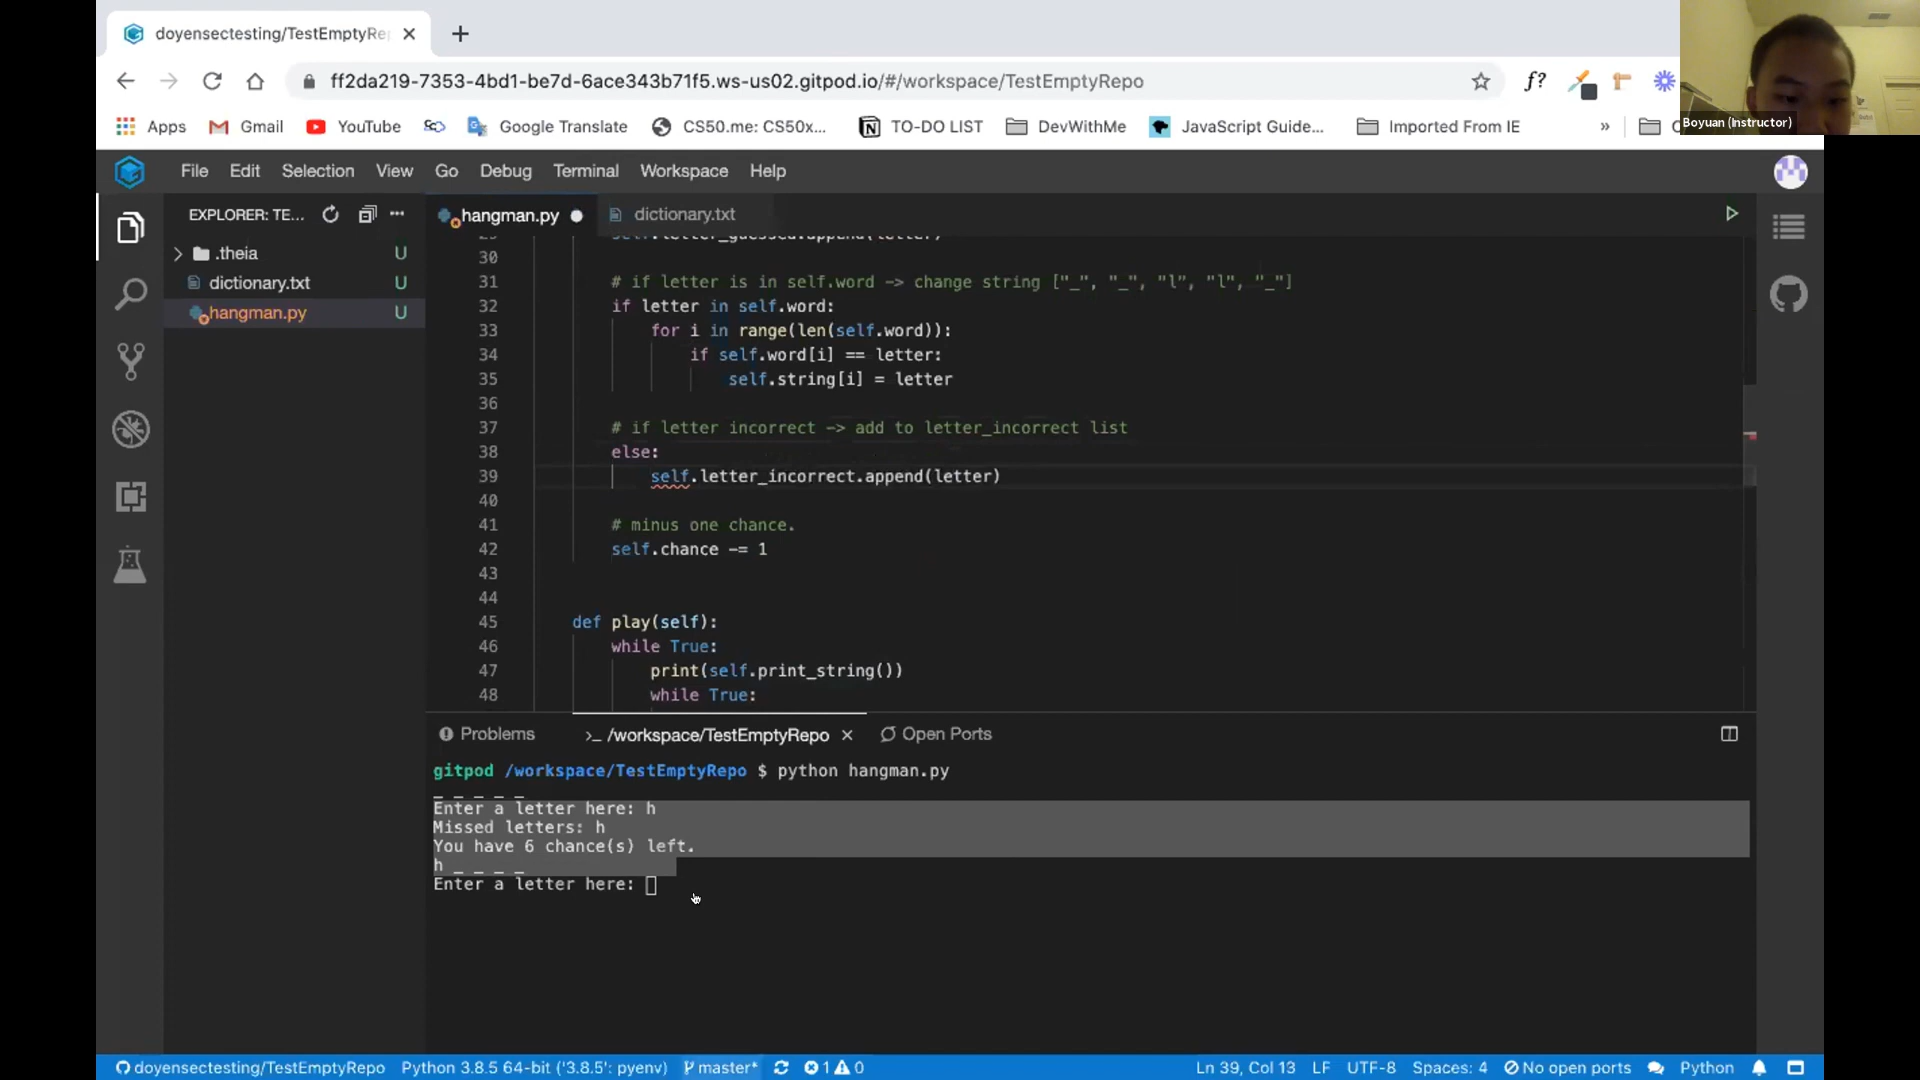 doyensectesting/TestEmptyRe
ff2da219-7353-4bd1-be7d-6ace343b71f5.ws-us02.gitpod.io/#/workspace/TestEmptyRepo
f?
Apps Gmail YouTube Google Translate CS50.me: CS50x... TO-DO LIST DevWithMe JavaScript Guide... Imported From IE »
Boyuan (Instructor)
File Edit Selection View Go Debug Terminal Workspace Help
EXPLORER: TE...
.theia U
dictionary.txt U
hangman.py U
hangman.py dictionary.txt
29 self.letter_guessed.append(letter)
30
31 # if letter is in self.word -> change string ["_", "_", "l", "l", "_"]
32 if letter in self.word:
33 for i in range(len(self.word)):
34 if self.word[i] == letter:
35 self.string[i] = letter
36
37 # if letter incorrect -> add to letter_incorrect list
38 else:
39 self.letter_incorrect.append(letter)
40
41 # minus one chance.
42 self.chance -= 1
43
44
45 def play(self):
46 while True:
47 print(self.print_string())
48 while True:
Problems >_ /workspace/TestEmptyRepo Open Ports
gitpod /workspace/TestEmptyRepo $ python hangman.py
_ _ _ _ _
Enter a letter here: h
Missed letters: h
You have 6 chance(s) left.
h _ _ _ _
Enter a letter here:
doyensectesting/TestEmptyRepo Python 3.8.5 64-bit ('3.8.5': pyenv) master* 1 0 Ln 39, Col 13 LF UTF-8 Spaces: 4 No open ports Python